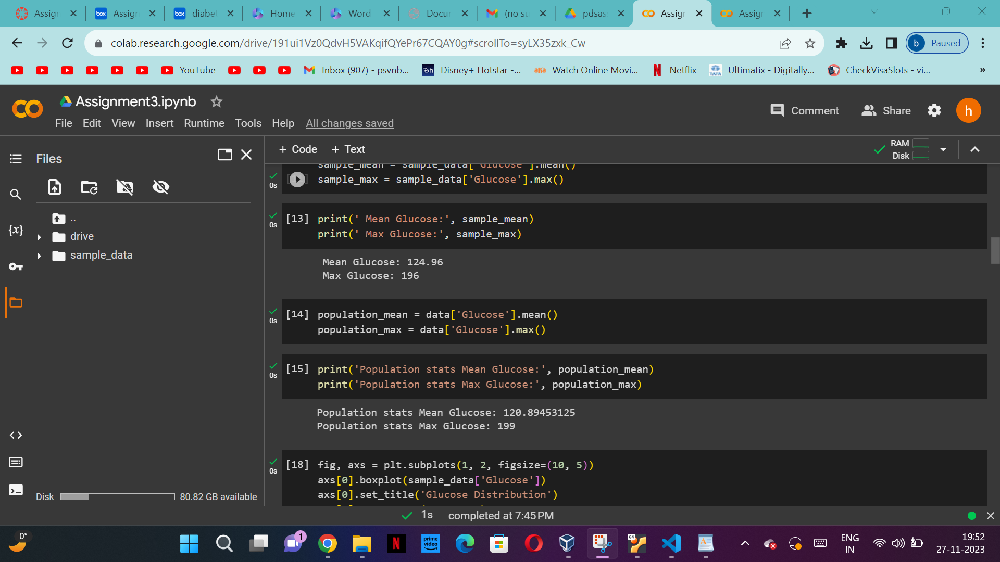 Assign
Assign
diabet
Home
Word
Docur
(no su
pdsas
Assign
Assign
colab.research.google.com/drive/191ui1Vz0QdvH5VAKqifQYePr67CQAY0g#scrollTo=syLX35zxk_Cw
b Paused
YouTube
Inbox (907) - psvnb...
Disney+ Hotstar -...
Watch Online Movi...
Netflix
Ultimatix - Digitally...
CheckVisaSlots - vi...
»
Assignment3.ipynb
File Edit View Insert Runtime Tools Help All changes saved
Comment
Share
h
Files
+ Code + Text
RAM
Disk
..
drive
sample_data
Disk 80.82 GB available
sample_mean = sample_data['Glucose'].mean()
0s sample_max = sample_data['Glucose'].max()
[13] print(' Mean Glucose:', sample_mean)
0s print(' Max Glucose:', sample_max)
Mean Glucose: 124.96
Max Glucose: 196
[14] population_mean = data['Glucose'].mean()
0s population_max = data['Glucose'].max()
[15] print('Population stats Mean Glucose:', population_mean)
0s print('Population stats Max Glucose:', population_max)
Population stats Mean Glucose: 120.89453125
Population stats Max Glucose: 199
[18] fig, axs = plt.subplots(1, 2, figsize=(10, 5))
0s axs[0].boxplot(sample_data['Glucose'])
axs[0].set_title('Glucose Distribution')
1s completed at 7:45 PM
0°
1
prime video
64
ENG
IN
19:52
27-11-2023